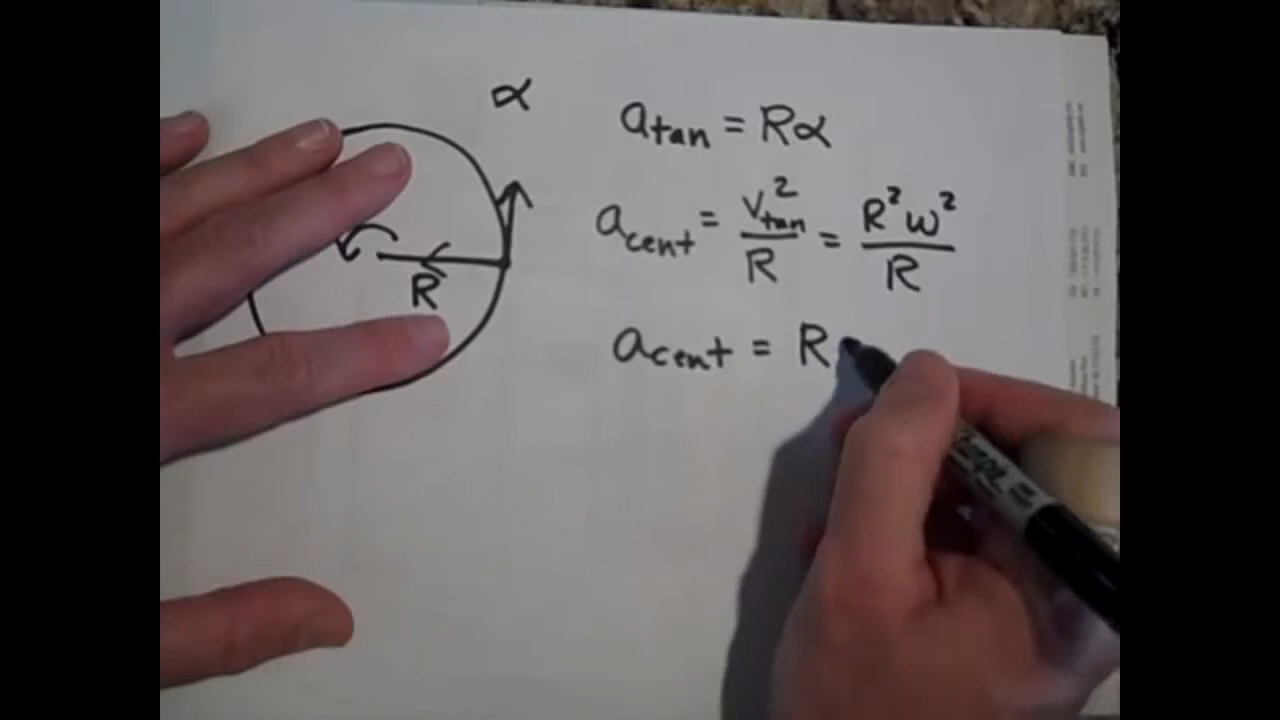 α
a_tan = Rα
a_cent = v_tan² / R = R²ω² / R
R
a_cent = R